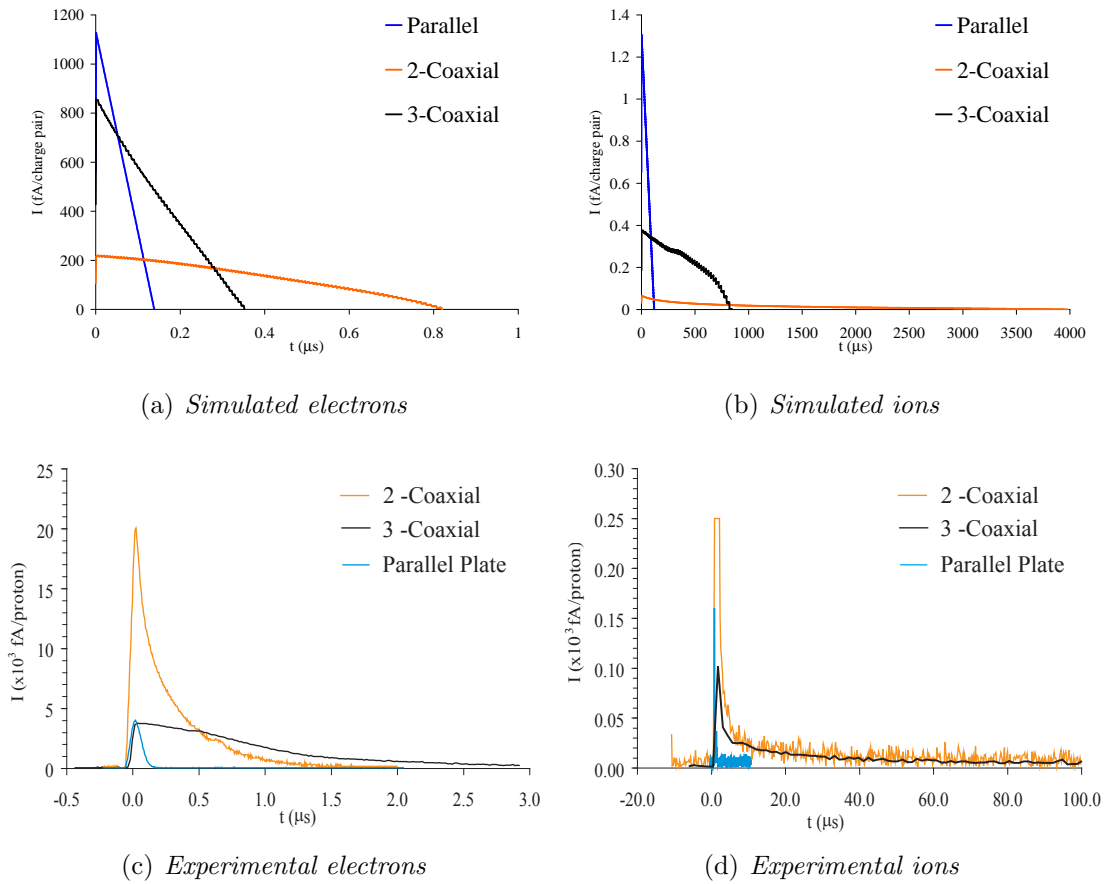 1200
1000
800
600
400
200
0
I (fA/charge pair)
Parallel
2-Coaxial
3-Coaxial
0 0.2 0.4 0.6 0.8 1
t (μs)
(a) Simulated electrons
1.4
1.2
1
0.8
0.6
0.4
0.2
0
I (fA/charge pair)
Parallel
2-Coaxial
3-Coaxial
0 500 1000 1500 2000 2500 3000 3500 4000
t (μs)
(b) Simulated ions
25
20
15
10
5
0
I (x10³ fA/proton)
2 -Coaxial
3 -Coaxial
Parallel Plate
-0.5 0.0 0.5 1.0 1.5 2.0 2.5 3.0
t (μs)
(c) Experimental electrons
0.30
0.25
0.20
0.15
0.10
0.05
0.00
I (x10³ fA/proton)
2 -Coaxial
3 -Coaxial
Parallel Plate
-20.0 0.0 20.0 40.0 60.0 80.0 100.0
t (μs)
(d) Experimental ions